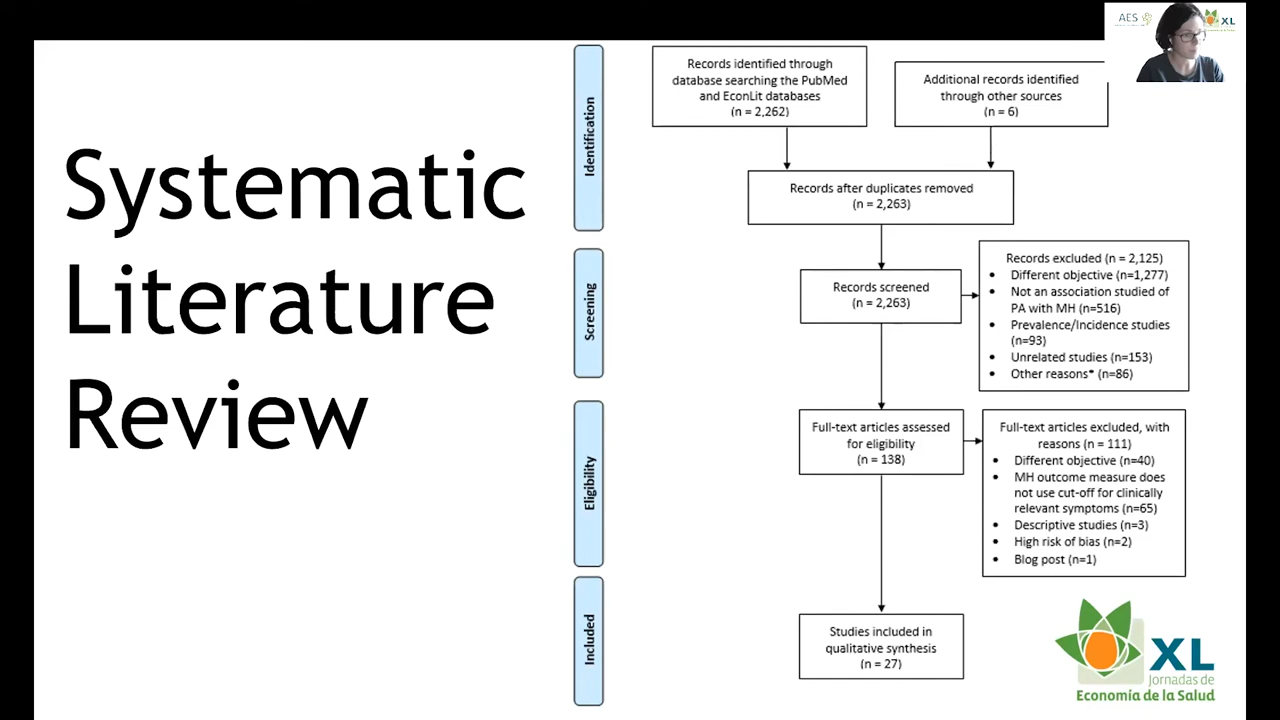 AES
XL
Systematic
Literature
Review
Identification
Records identified through
database searching the PubMed
and EconLit databases
(n = 2,262)
Additional records identified
through other sources
(n = 6)
Records after duplicates removed
(n = 2,263)
Screening
Records screened
(n = 2,263)
Records excluded (n = 2,125)
• Different objective (n=1,277)
• Not an association studied of
PA with MH (n=516)
• Prevalence/Incidence studies
(n=93)
• Unrelated studies (n=153)
• Other reasons* (n=86)
Eligibility
Full-text articles assessed
for eligibility
(n = 138)
Full-text articles excluded, with
reasons (n = 111)
• Different objective (n=40)
• MH outcome measure does
not use cut-off for clinically
relevant symptoms (n=65)
• Descriptive studies (n=3)
• High risk of bias (n=2)
• Blog post (n=1)
Included
Studies included in
qualitative synthesis
(n = 27)
XL
Jornadas de
Economía de la Salud